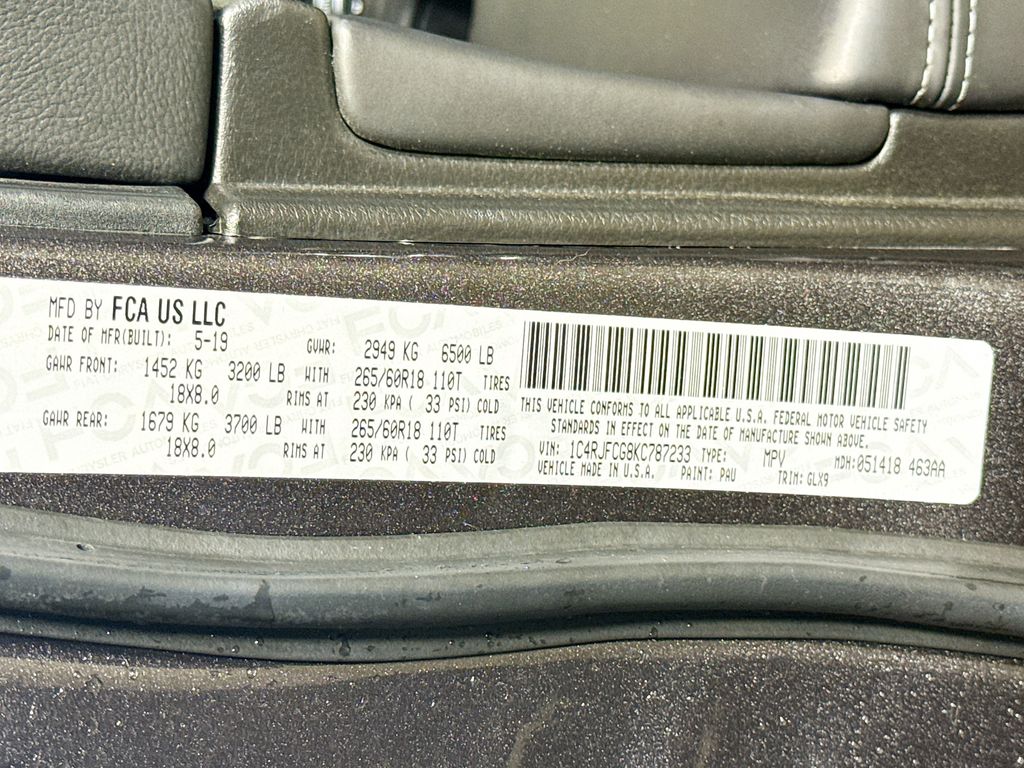 MFD BY FCA US LLC
DATE OF MFR(BUILT): 5-19 GVWR: 2949 KG 6500 LB
GAWR FRONT: 1452 KG 3200 LB WITH 265/60R18 110T TIRES
18X8.0 RIMS AT 230 KPA ( 33 PSI) COLD
GAWR REAR: 1679 KG 3700 LB WITH 265/60R18 110T TIRES
18X8.0 RIMS AT 230 KPA ( 33 PSI) COLD
THIS VEHICLE CONFORMS TO ALL APPLICABLE U.S.A. FEDERAL MOTOR VEHICLE SAFETY
STANDARDS IN EFFECT ON THE DATE OF MANUFACTURE SHOWN ABOVE.
VIN: 1C4RJFCG8KC787233 TYPE: MPV MDH:051418 463AA
VEHICLE MADE IN U.S.A. PAINT: PAU TRIM: GLX9